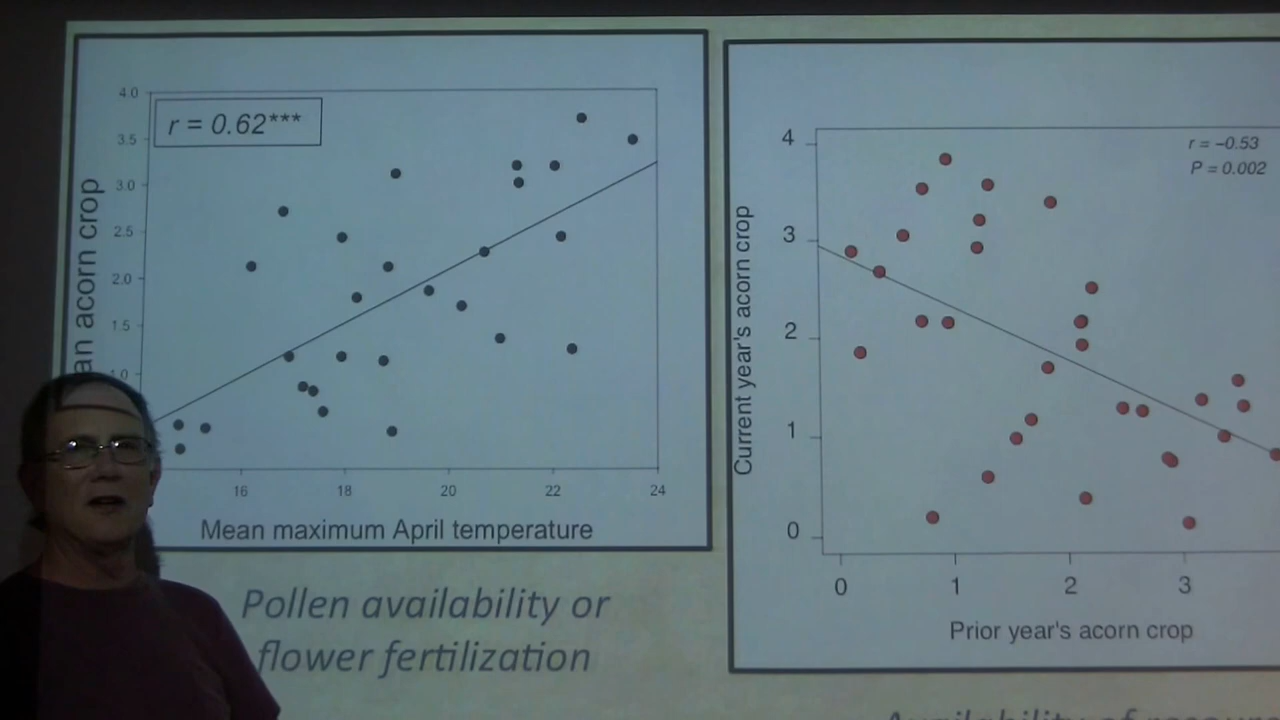 4.0
r = 0.62***
3.5
3.0
2.5
2.0
1.5
an acorn crop
16 18 20 22 24
Mean maximum April temperature
Pollen availability or
flower fertilization
r = −0.53
P = 0.002
4
3
2
1
0
Current year's acorn crop
0 1 2 3
Prior year's acorn crop
Availability of